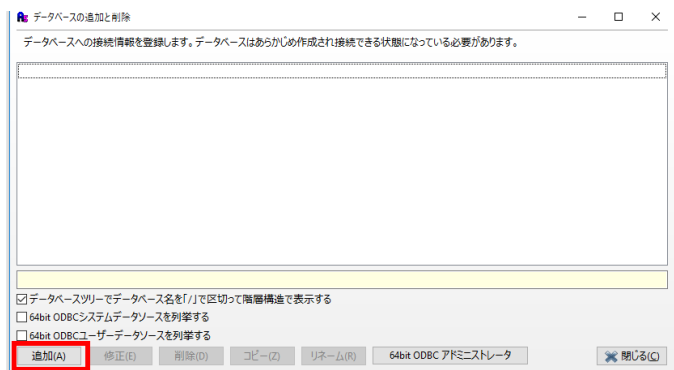 データベースの追加と削除
データベースへの接続情報を登録します。データベースはあらかじめ作成され接続できる状態になっている必要があります。
データベースツリーでデータベース名を「/」で区切って階層構造で表示する
64bit ODBCシステムデータソースを列挙する
64bit ODBCユーザーデータソースを列挙する
追加(A) 修正(E) 削除(D) コピー(Z) リネーム(R) 64bit ODBC アドミニストレータ 閉じる(C)